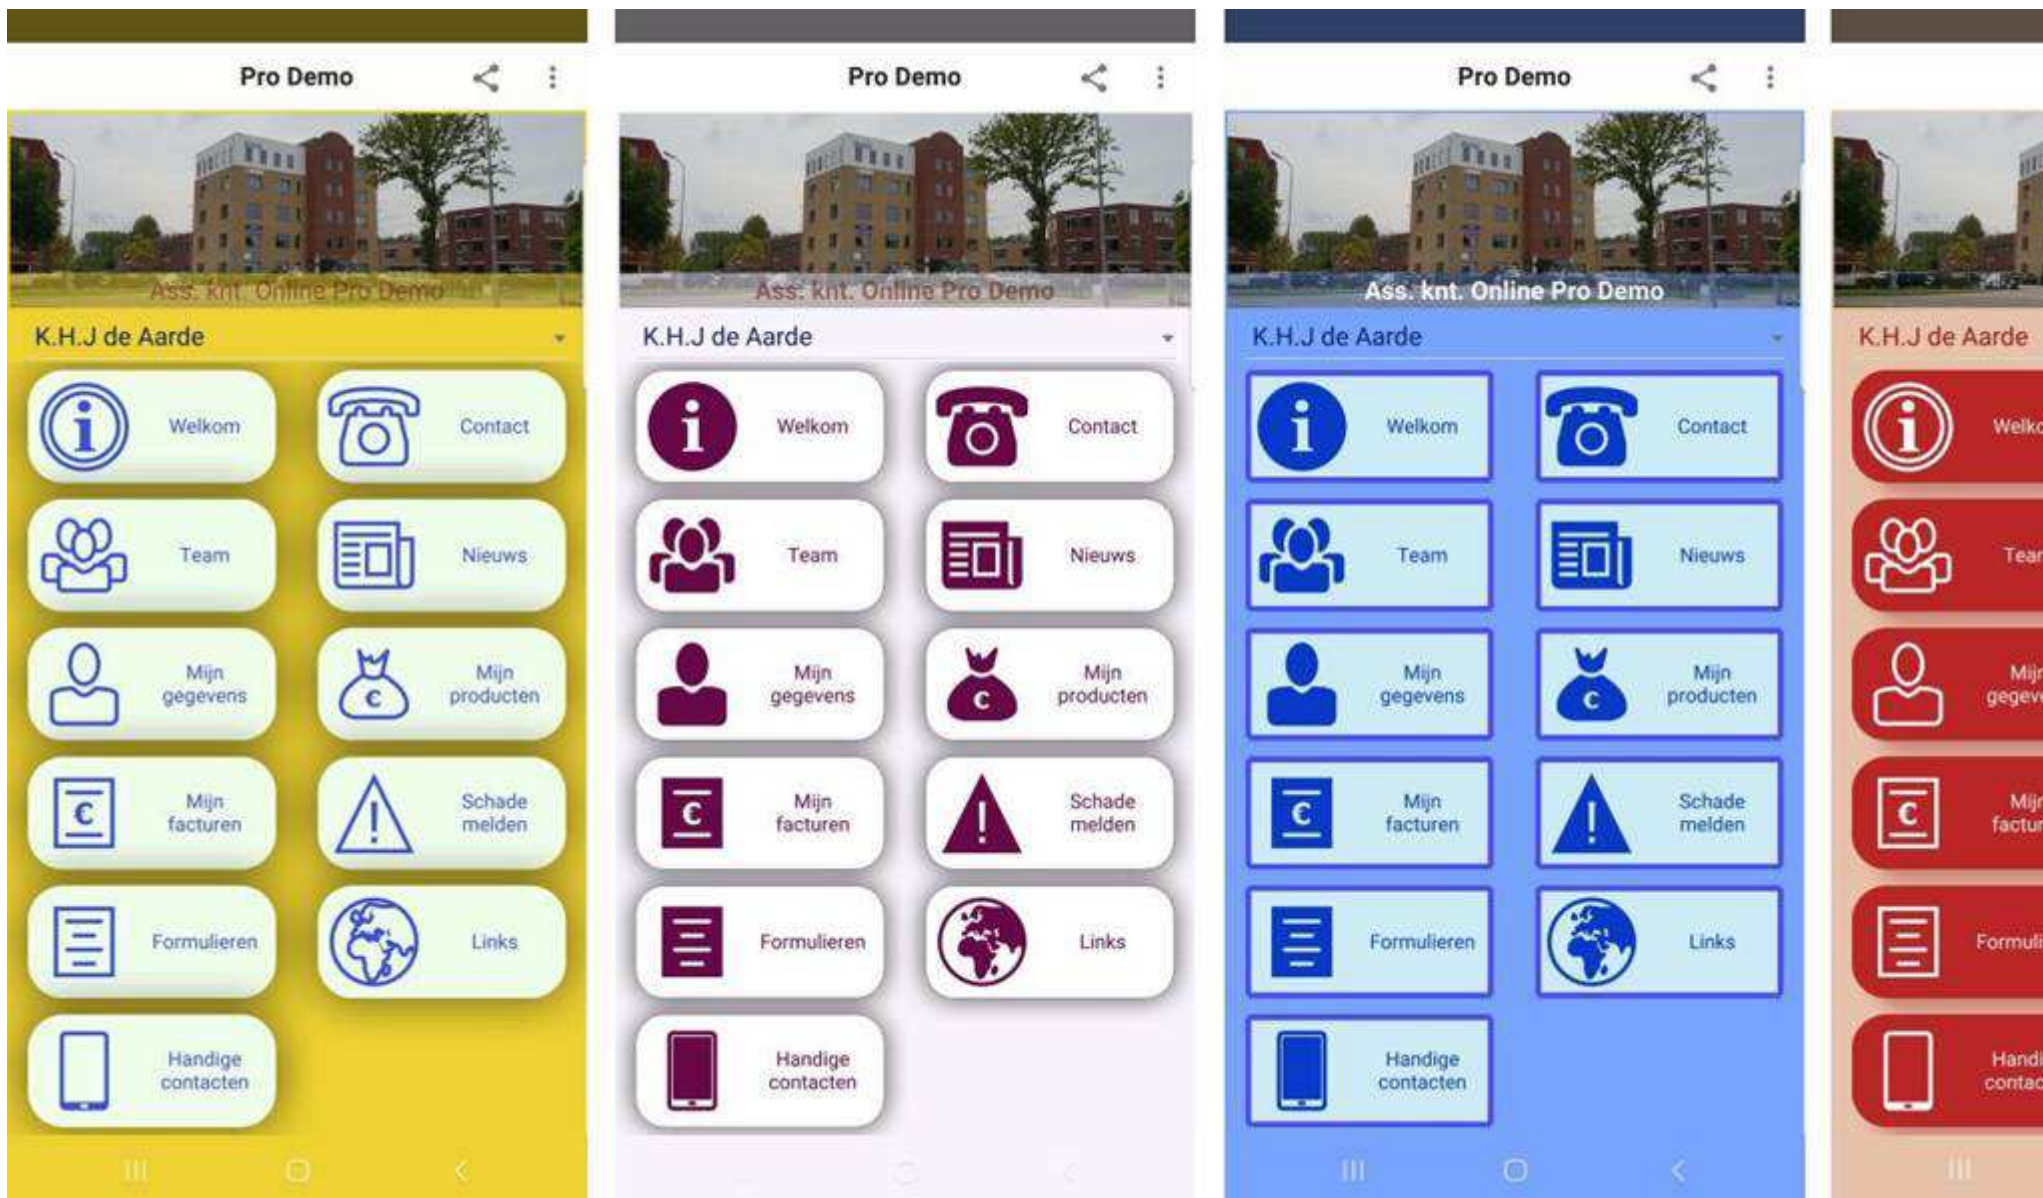 Pro Demo
Ass. knt. Online Pro Demo
K.H.J de Aarde
Welkom
Contact
Team
Nieuws
Mijn
gegevens
Mijn
producten
Mijn
facturen
Schade
melden
Formulieren
Links
Handige
contacten
Pro Demo
Ass. knt. Online Pro Demo
K.H.J de Aarde
Welkom
Contact
Team
Nieuws
Mijn
gegevens
Mijn
producten
Mijn
facturen
Schade
melden
Formulieren
Links
Handige
contacten
Pro Demo
Ass. knt. Online Pro Demo
K.H.J de Aarde
Welkom
Contact
Team
Nieuws
Mijn
gegevens
Mijn
producten
Mijn
facturen
Schade
melden
Formulieren
Links
Handige
contacten
K.H.J de Aarde